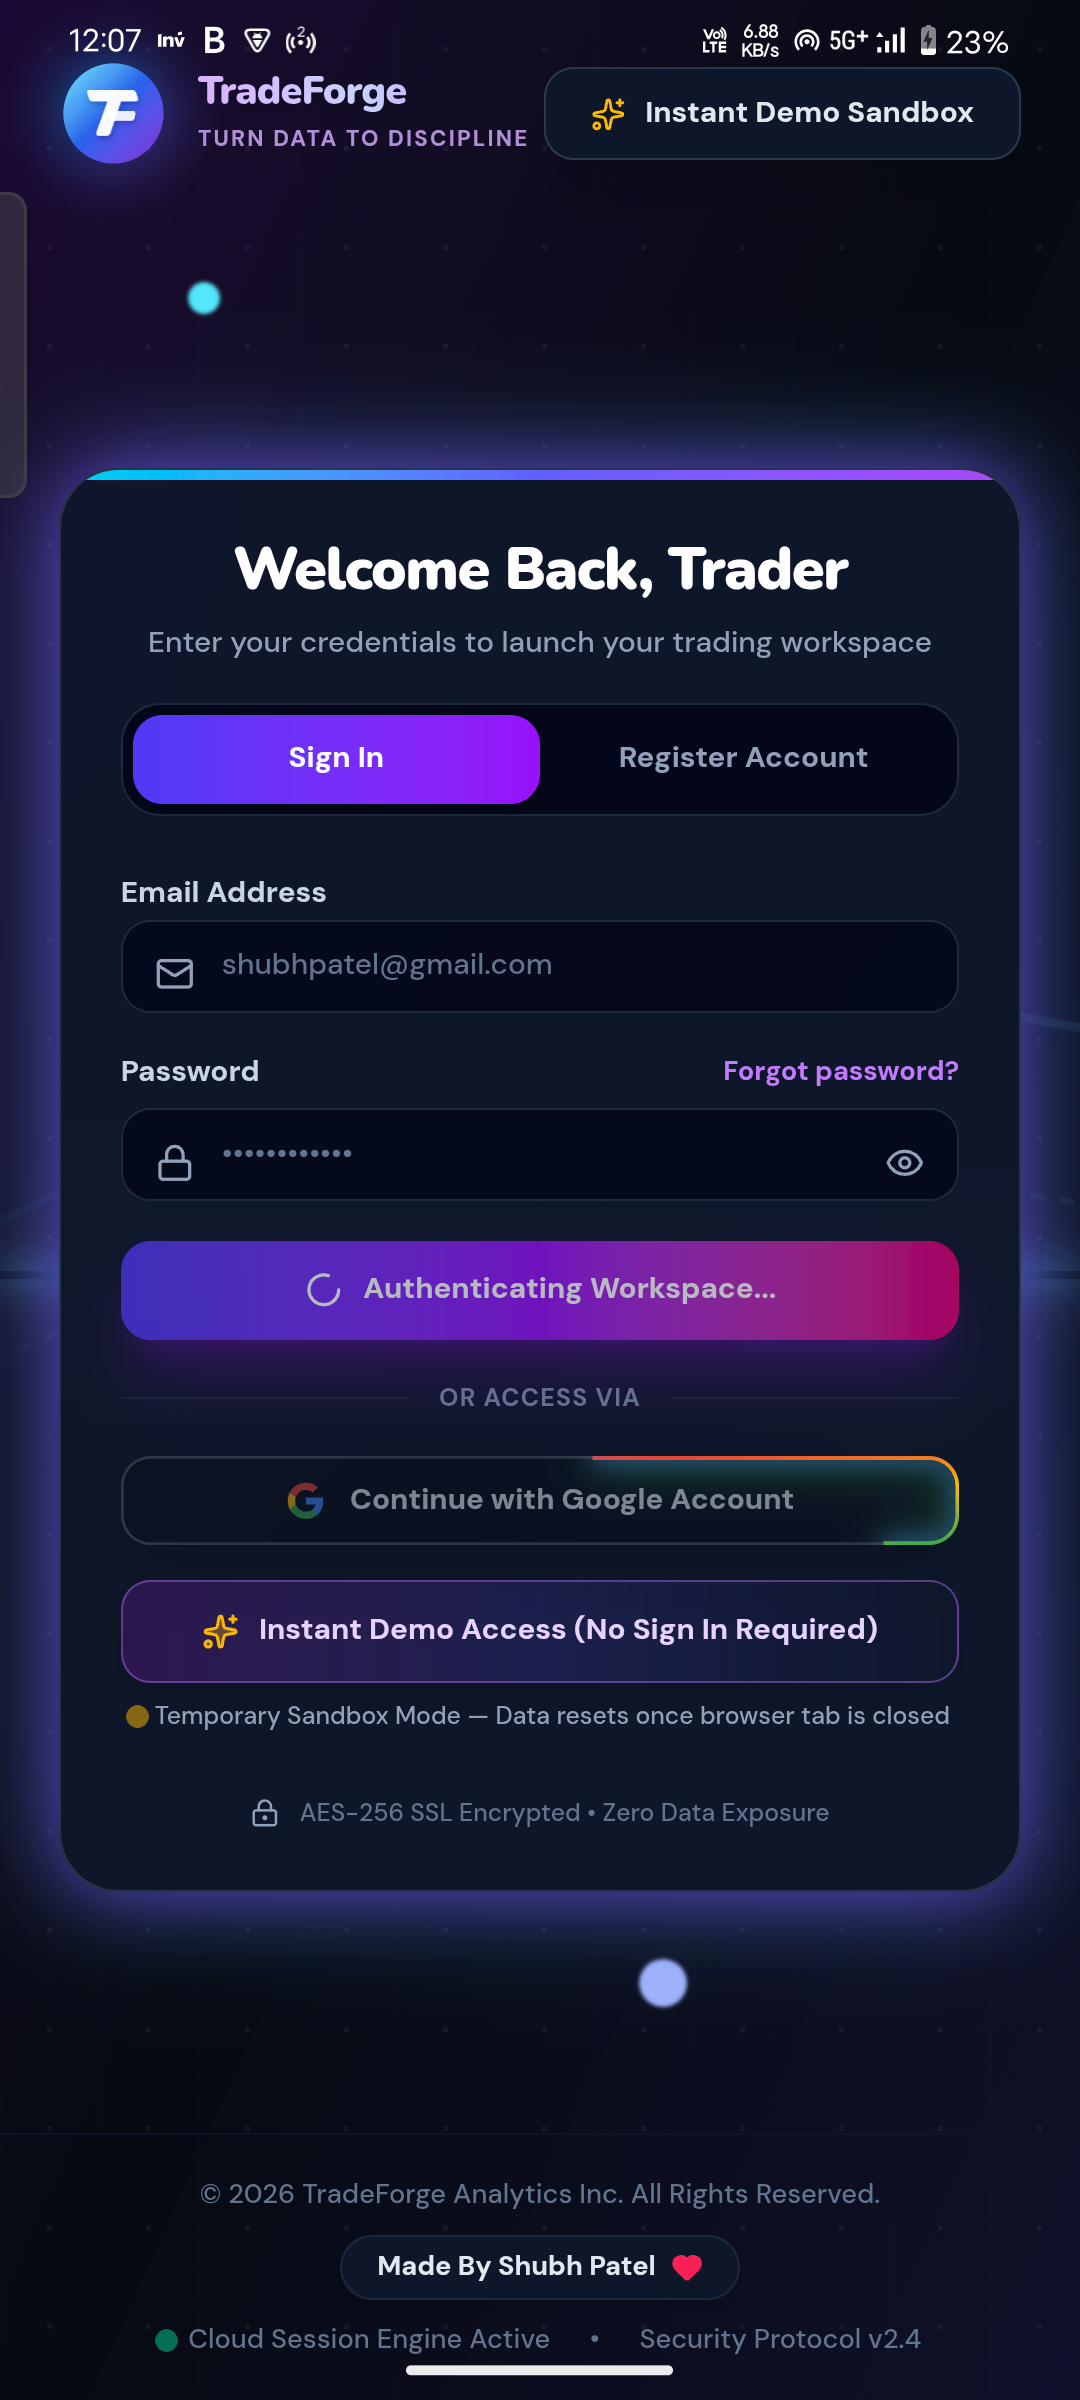 12:07 Inv B 2 Vo)) LTE 6.88 KB/s 5G+ 23%
TradeForge
TURN DATA TO DISCIPLINE
Instant Demo Sandbox
Welcome Back, Trader
Enter your credentials to launch your trading workspace
Sign In Register Account
Email Address
shubhpatel@gmail.com
Password Forgot password?
••••••••••••
Authenticating Workspace...
OR ACCESS VIA
Continue with Google Account
Instant Demo Access (No Sign In Required)
Temporary Sandbox Mode — Data resets once browser tab is closed
AES-256 SSL Encrypted • Zero Data Exposure
© 2026 TradeForge Analytics Inc. All Rights Reserved.
Made By Shubh Patel
Cloud Session Engine Active • Security Protocol v2.4